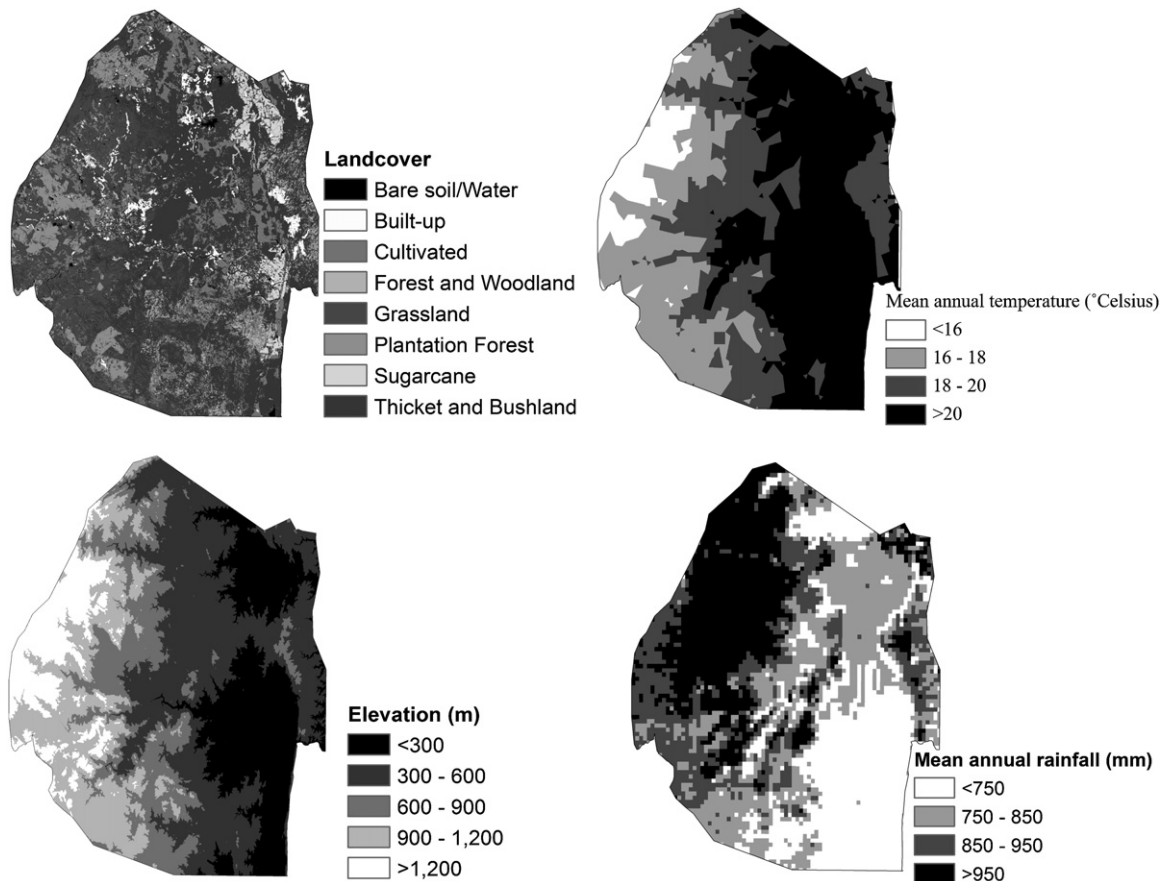 Landcover
Bare soil/Water
Built-up
Cultivated
Forest and Woodland
Grassland
Plantation Forest
Sugarcane
Thicket and Bushland
Mean annual temperature (˚Celsius)
<16
16 - 18
18 - 20
>20
Elevation (m)
<300
300 - 600
600 - 900
900 - 1,200
>1,200
Mean annual rainfall (mm)
<750
750 - 850
850 - 950
>950